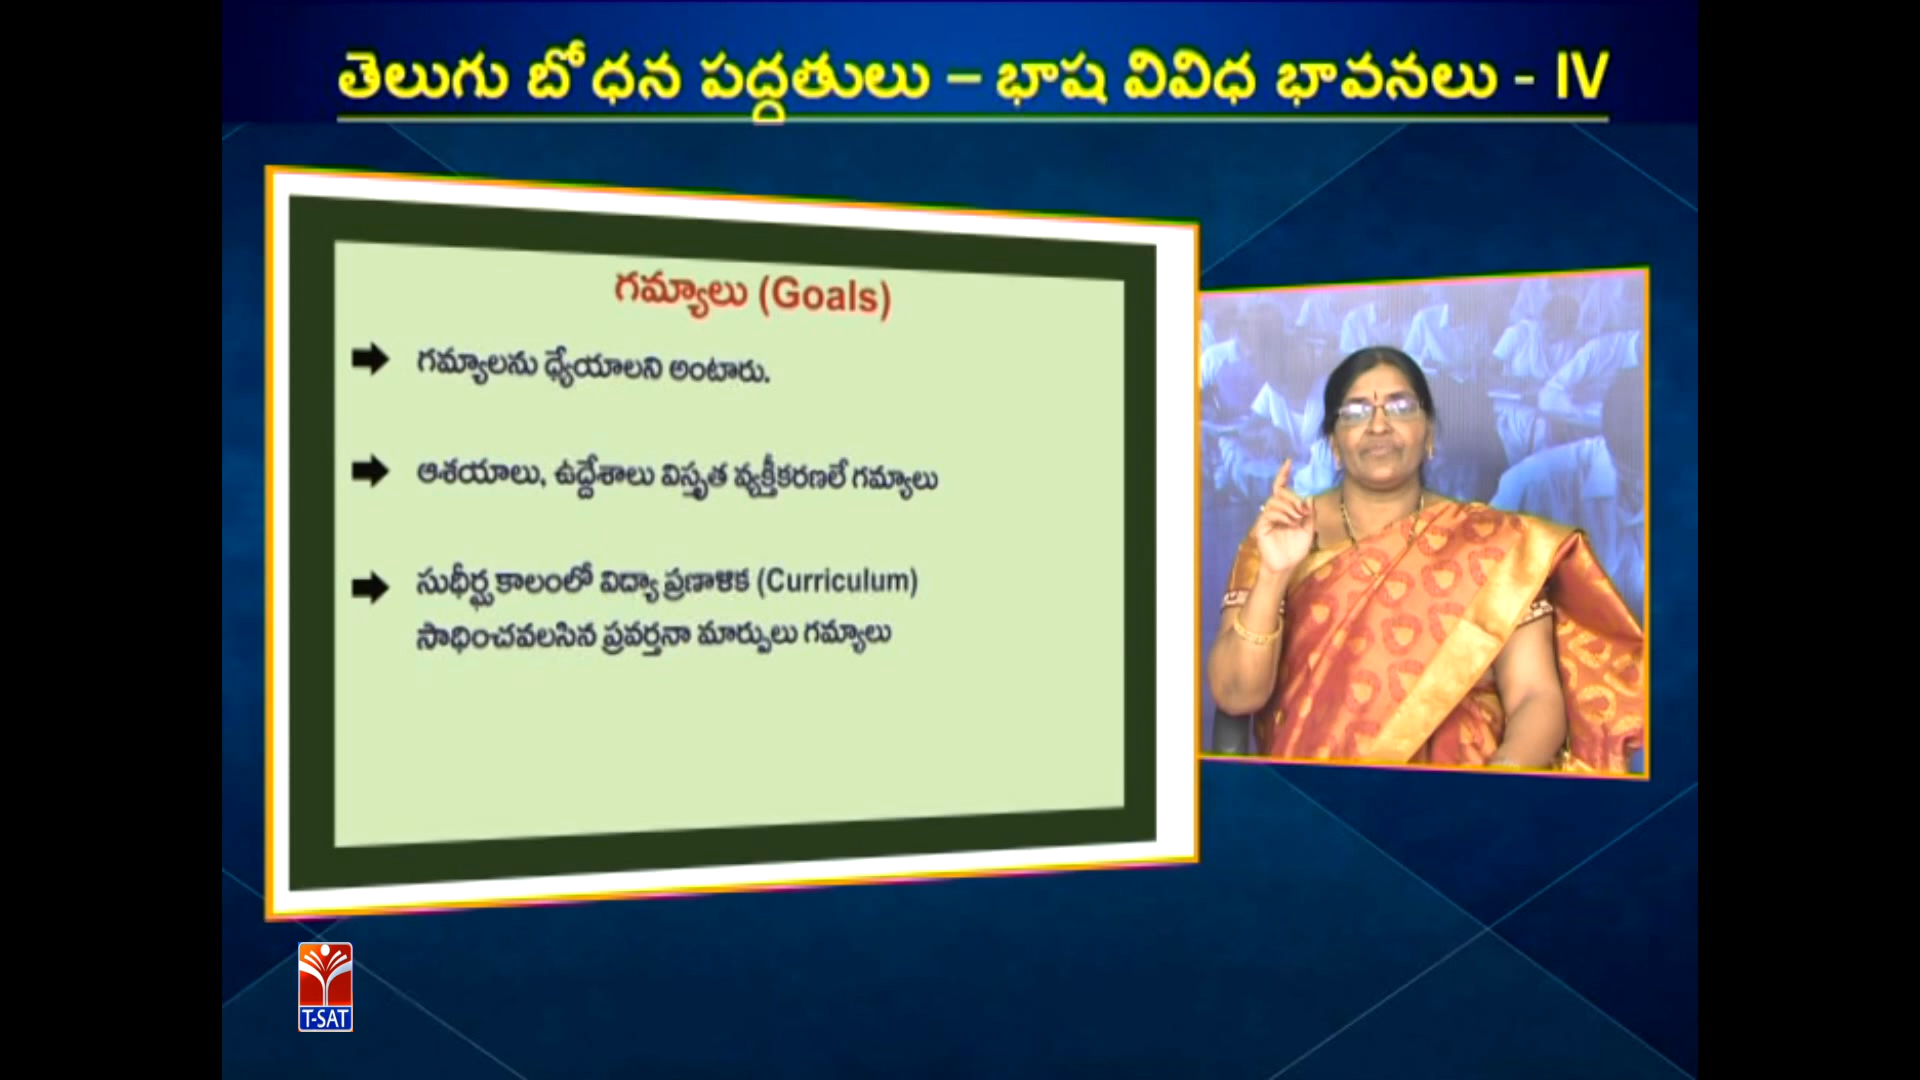 తెలుగు బోధన పద్ధతులు – భాష వివిధ భావనలు - IV
గమ్యాలు (Goals)
గమ్యాలను ధ్యేయాలని అంటారు.
ఆశయాలు, ఉద్దేశాలు విస్తృత వ్యక్తీకరణలే గమ్యాలు
సుధీర్ఘ కాలంలో విద్యా ప్రణాళిక (Curriculum)
సాధించవలసిన ప్రవర్తనా మార్పులు గమ్యాలు
T-SAT